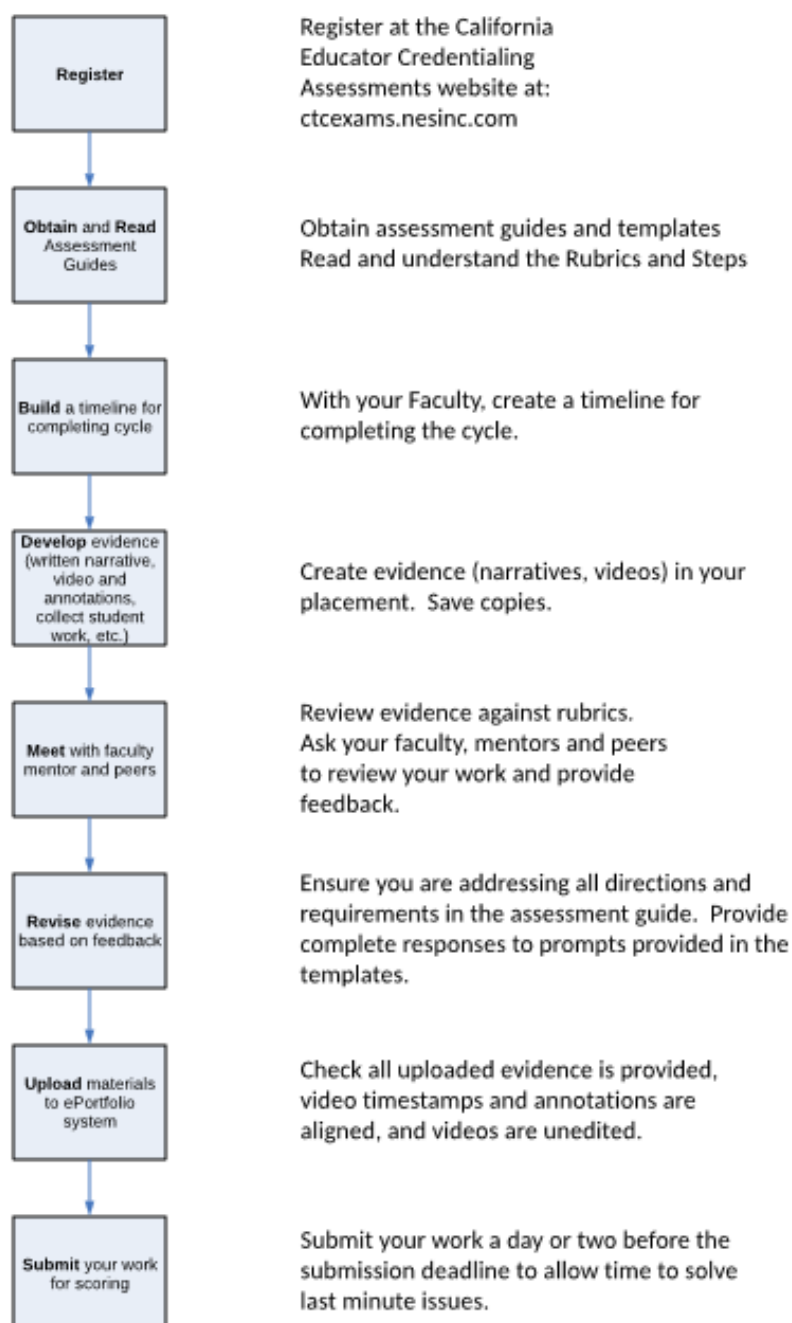 Register
Register at the California
Educator Credentialing
Assessments website at:
ctcexams.nesinc.com
Obtain and Read
Assessment
Guides
Obtain assessment guides and templates
Read and understand the Rubrics and Steps
Build a timeline for
completing cycle
With your Faculty, create a timeline for
completing the cycle.
Develop evidence
(written narrative,
video and
annotations,
collect student
work, etc.)
Create evidence (narratives, videos) in your
placement.  Save copies.
Meet with faculty
mentor and peers
Review evidence against rubrics.
Ask your faculty, mentors and peers
to review your work and provide
feedback.
Revise evidence
based on feedback
Ensure you are addressing all directions and
requirements in the assessment guide.  Provide
complete responses to prompts provided in the
templates.
Upload materials
to ePortfolio
system
Check all uploaded evidence is provided,
video timestamps and annotations are
aligned, and videos are unedited.
Submit your work
for scoring
Submit your work a day or two before the
submission deadline to allow time to solve
last minute issues.